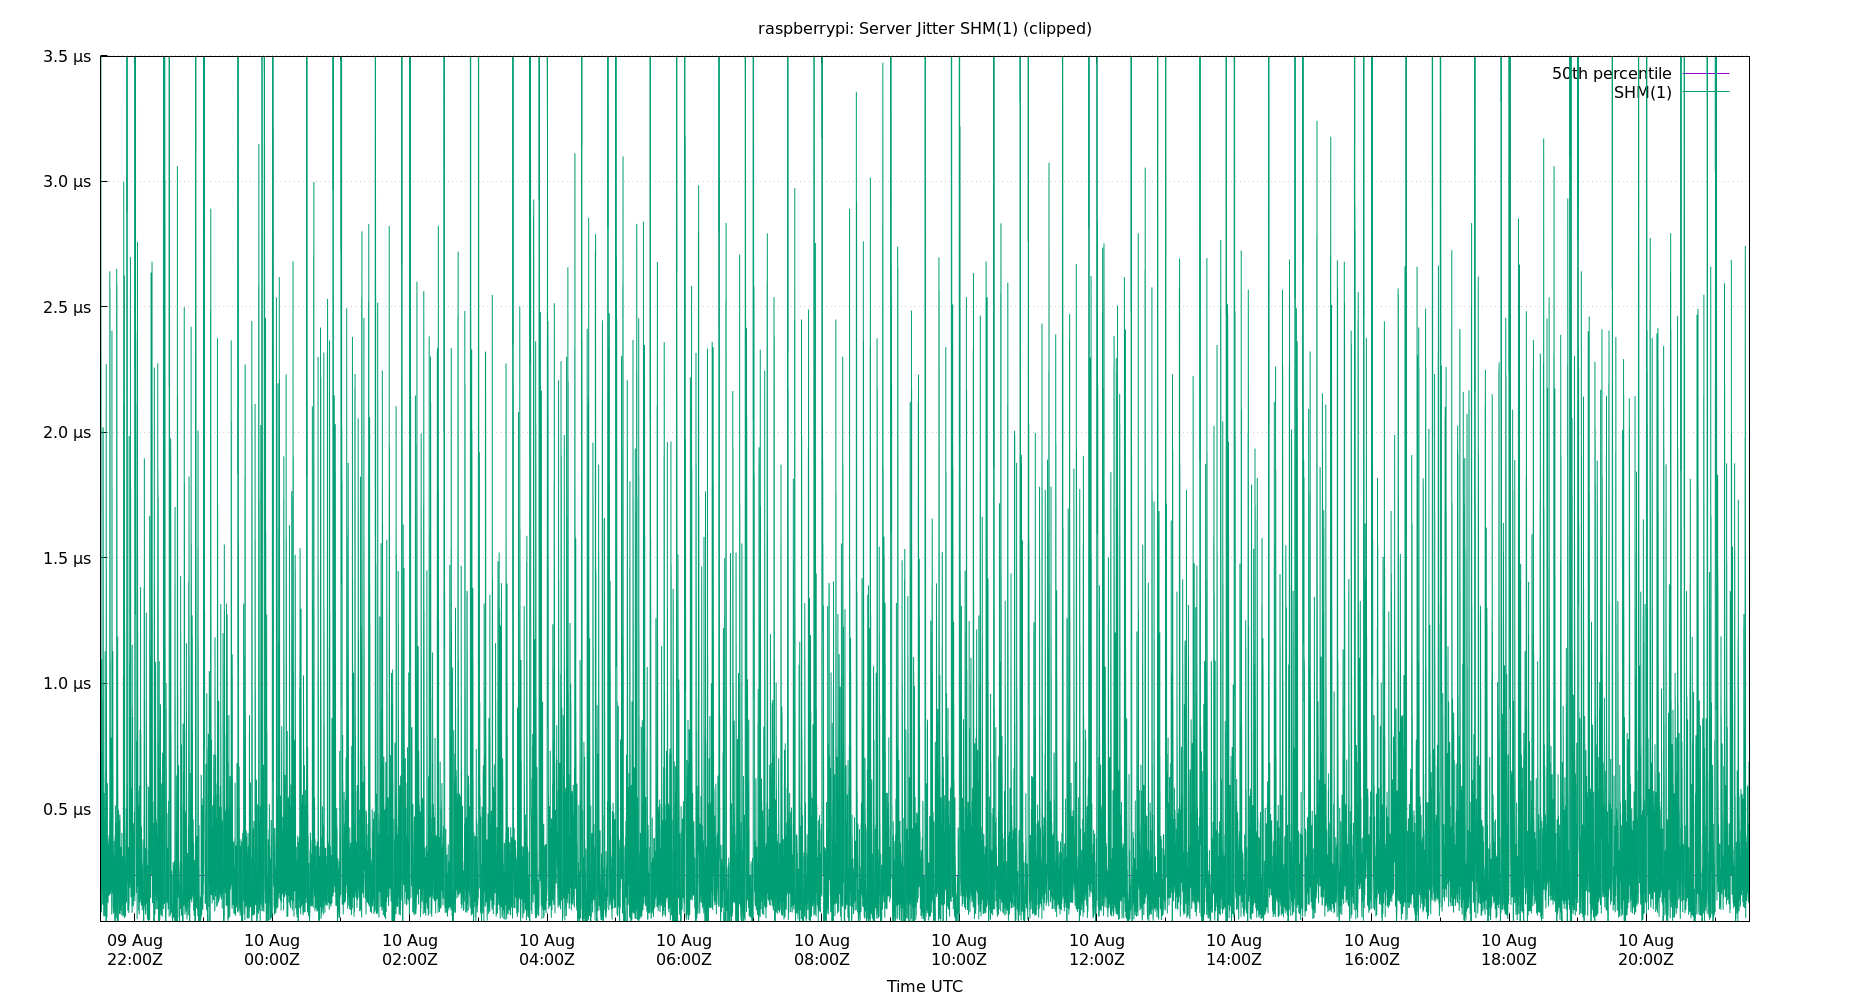 raspberrypi: Server Jitter SHM(1) (clipped)
3.5 µs
50th percentile
SHM(1)
3.0 µs
2.5 µs
2.0 µs
1.5 µs
1.0 µs
0.5 µs
09 Aug 10 Aug 10 Aug 10 Aug 10 Aug 10 Aug 10 Aug 10 Aug 10 Aug 10 Aug 10 Aug 10 Aug
22:00Z 00:00Z 02:00Z 04:00Z 06:00Z 08:00Z 10:00Z 12:00Z 14:00Z 16:00Z 18:00Z 20:00Z
Time UTC